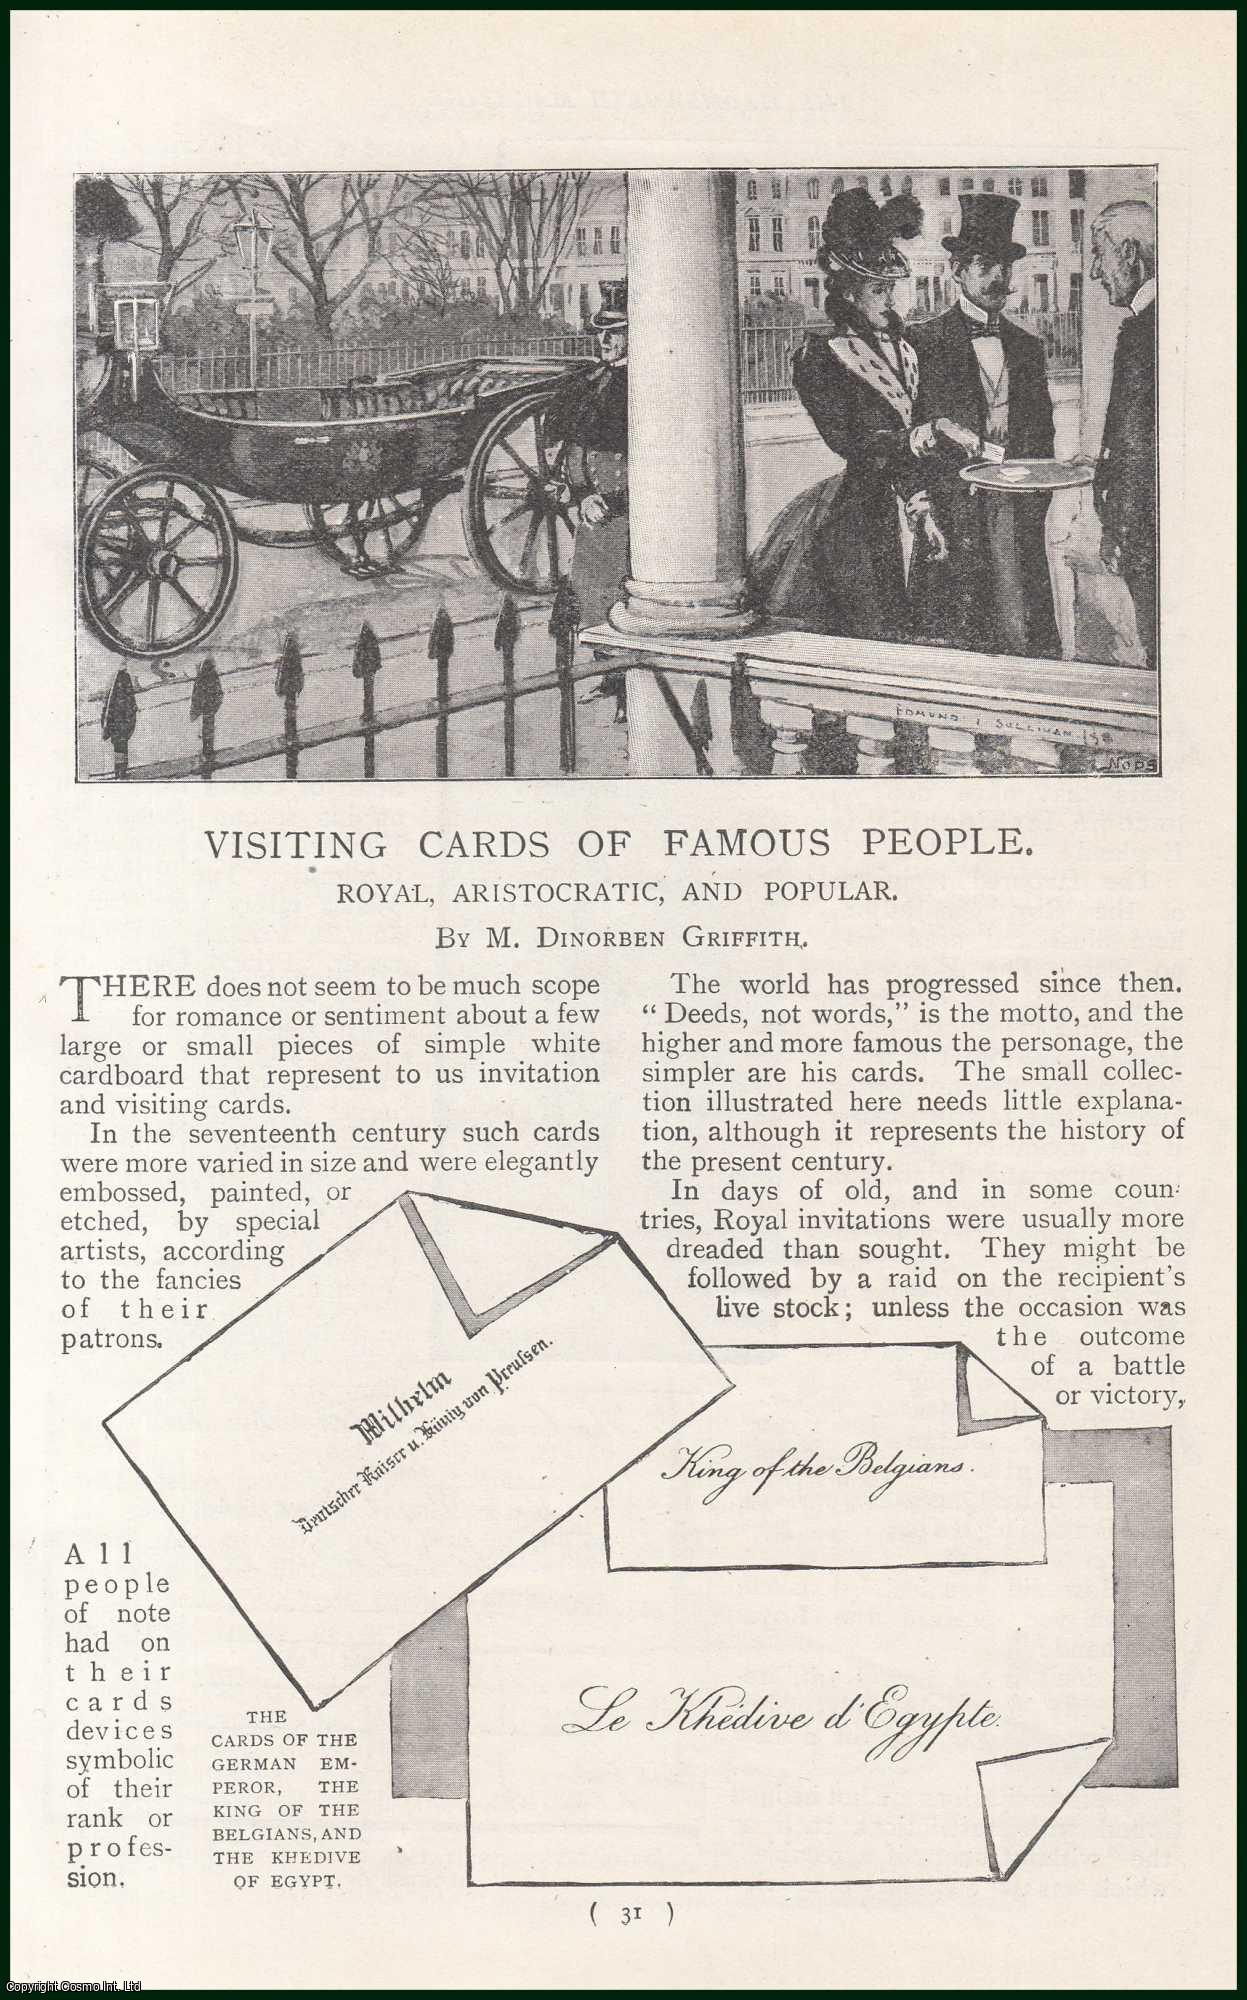 EDMUND J SULLIVAN 98
NOPS
VISITING CARDS OF FAMOUS PEOPLE.
ROYAL, ARISTOCRATIC, AND POPULAR.
BY M. DINORBEN GRIFFITH.
THERE does not seem to be much scope
for romance or sentiment about a few
large or small pieces of simple white
cardboard that represent to us invitation
and visiting cards.
In the seventeenth century such cards
were more varied in size and were elegantly
embossed, painted, or
etched, by special
artists, according
to the fancies
of their
patrons.
All
people
of note
had on
their
cards
devices
symbolic
of their
rank or
profes-
sion.
The world has progressed since then.
“Deeds, not words,” is the motto, and the
higher and more famous the personage, the
simpler are his cards. The small collec-
tion illustrated here needs little explana-
tion, although it represents the history of
the present century.
In days of old, and in some coun-
tries, Royal invitations were usually more
dreaded than sought. They might be
followed by a raid on the recipient's
live stock; unless the occasion was
the outcome
of a battle
or victory,
Wilhelm
Deutscher Kaiser u. König von Preußen.
King of the Belgians.
Le Khédive d'Egypte.
THE
CARDS OF THE
GERMAN EM-
PEROR, THE
KING OF THE
BELGIANS, AND
THE KHEDIVE
OF EGYPT.
( 31 )
Copyright Cosmo Int. Ltd